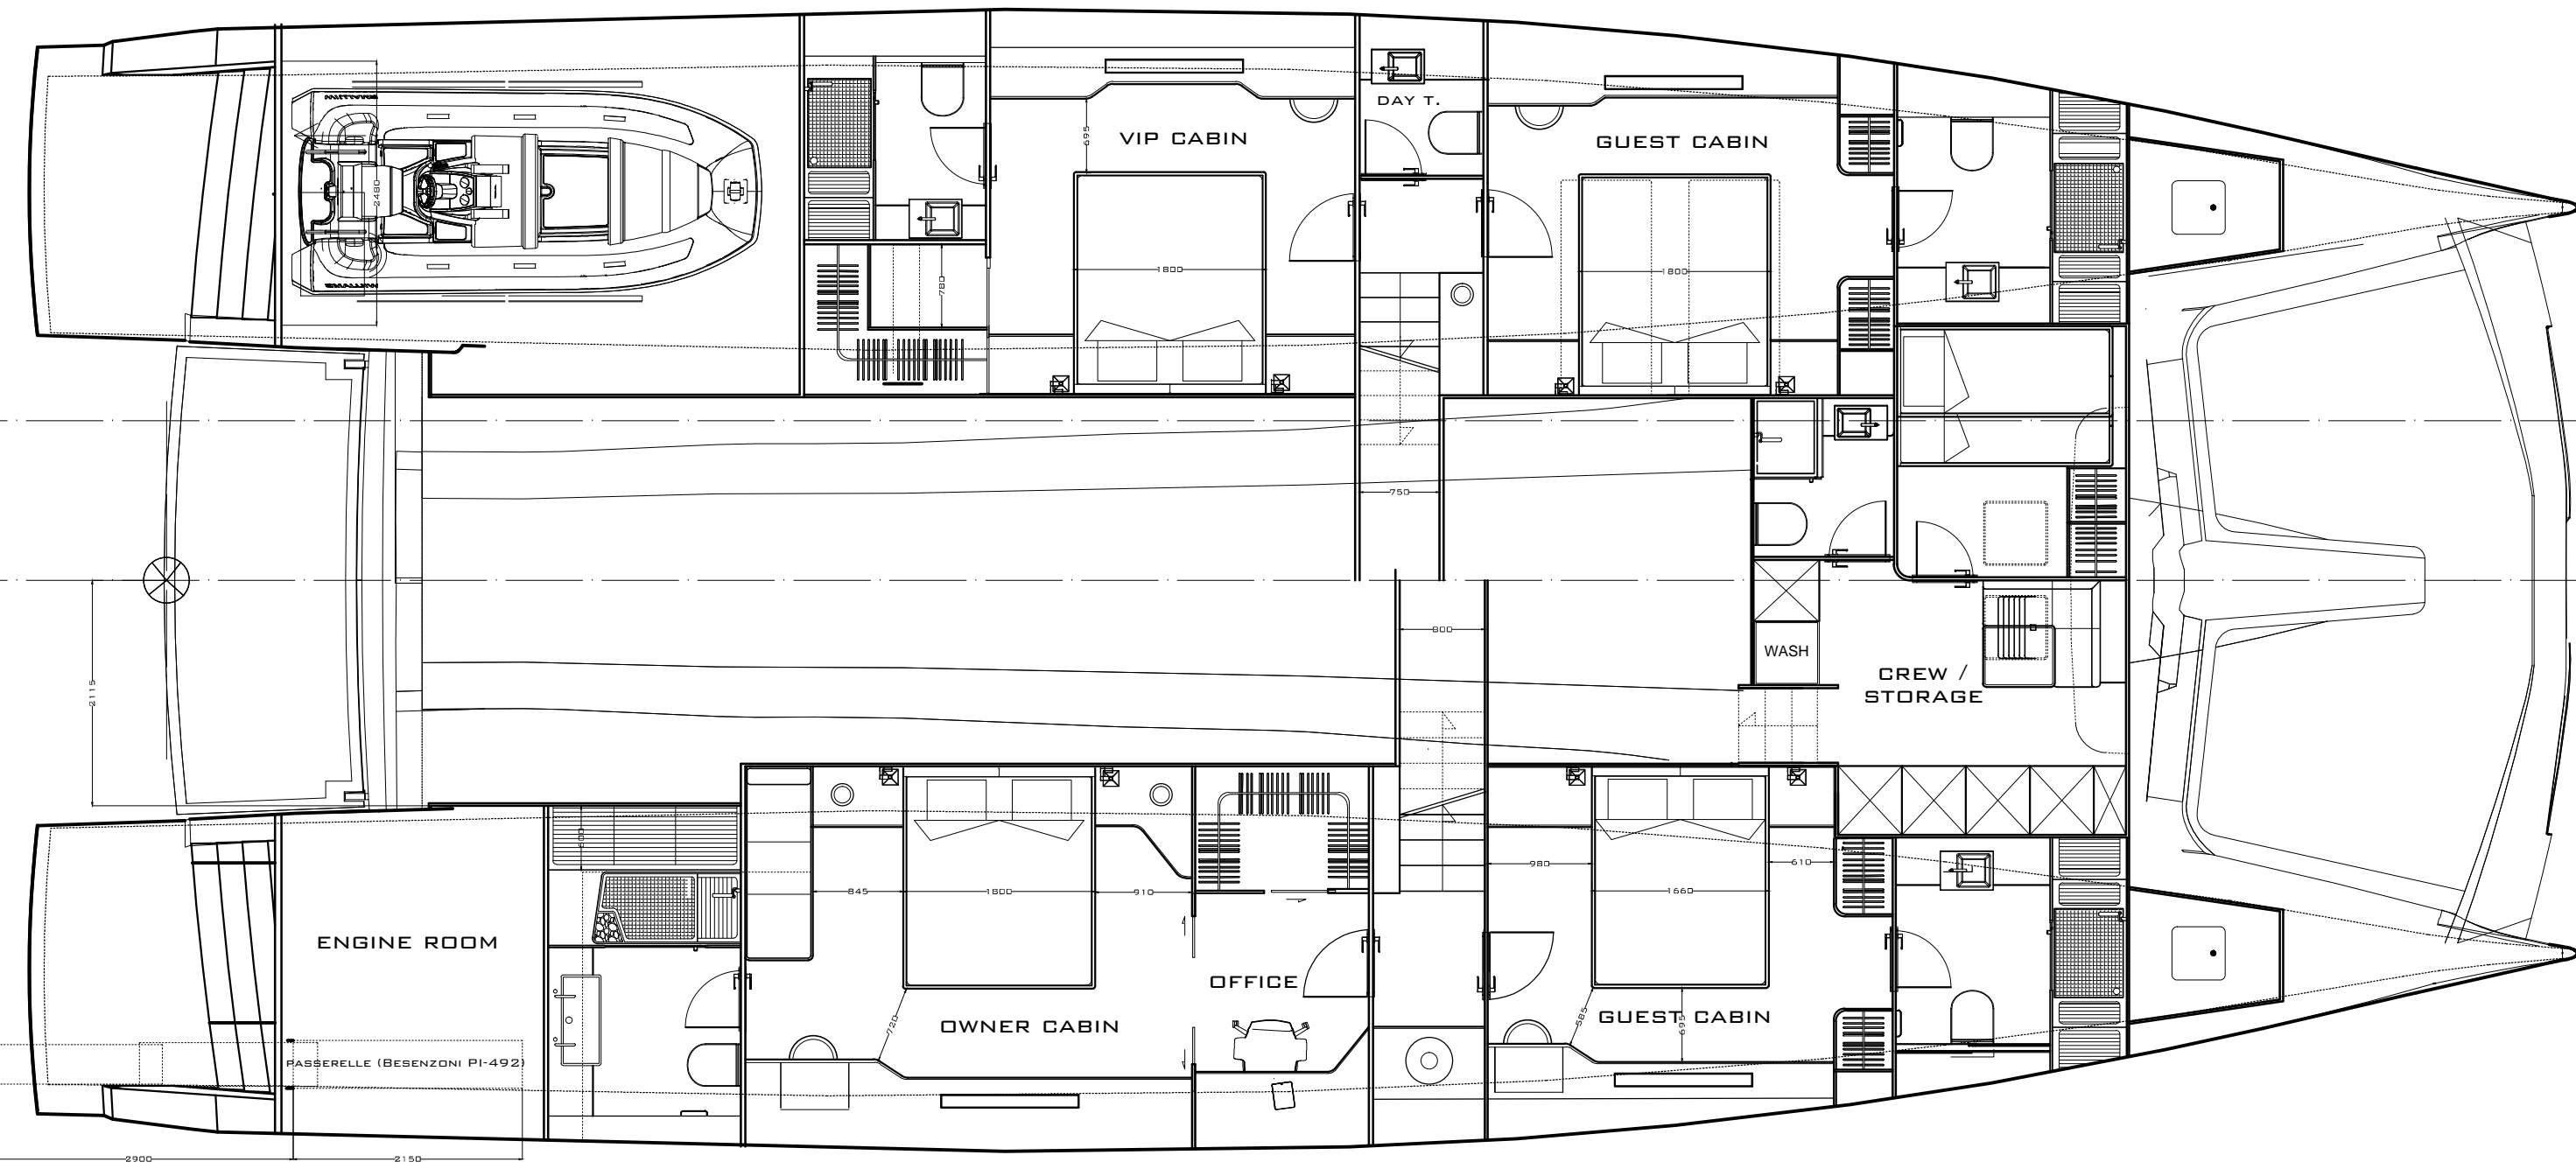 DAY T.
VIP CABIN
GUEST CABIN
695
2480
1800
1800
780
750
800
WASH
CREW /
STORAGE
2115
600
845
1800
910
980
1660
610
ENGINE ROOM
OFFICE
720
OWNER CABIN
585
GUEST CABIN
695
PASSERELLE (BESENZONI PI-492)
2900
2150